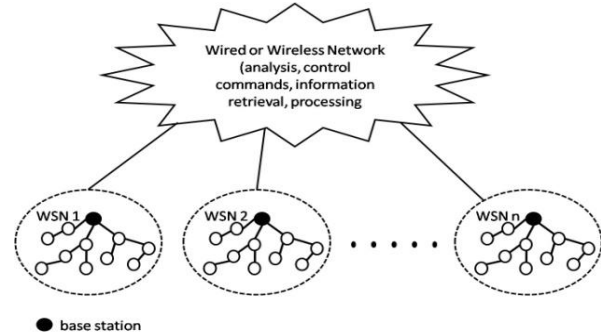 Wired or Wireless Network
(analysis, control
commands, information
retrieval, processing
WSN 1
WSN 2
WSN n
base station